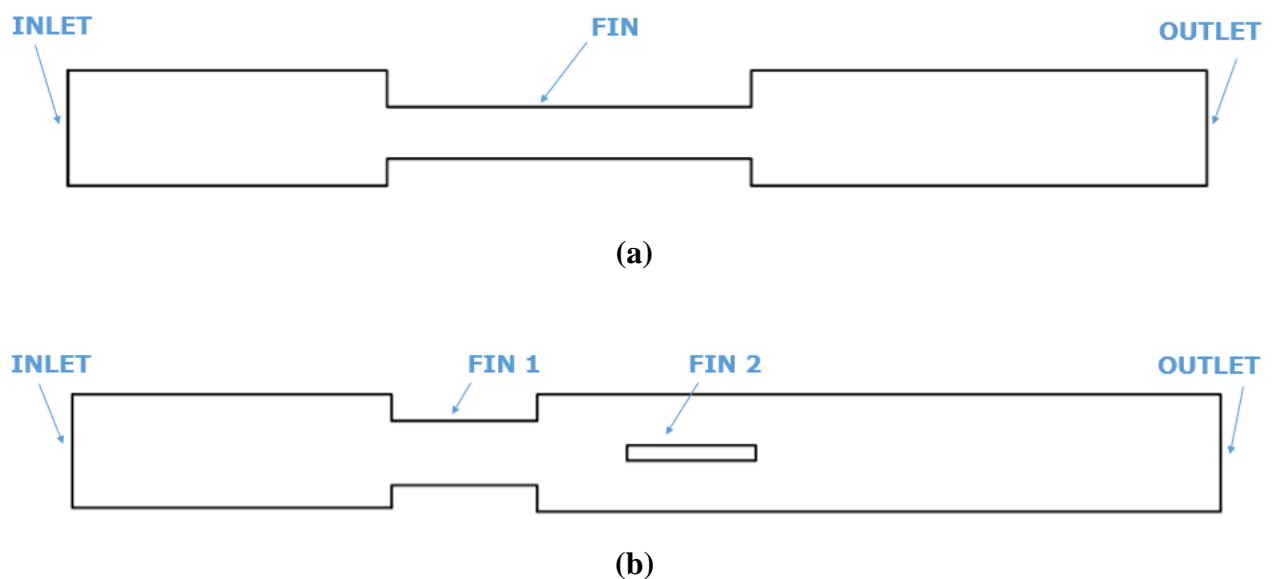 INLET
FIN
OUTLET
(a)
INLET
FIN 1
FIN 2
OUTLET
(b)